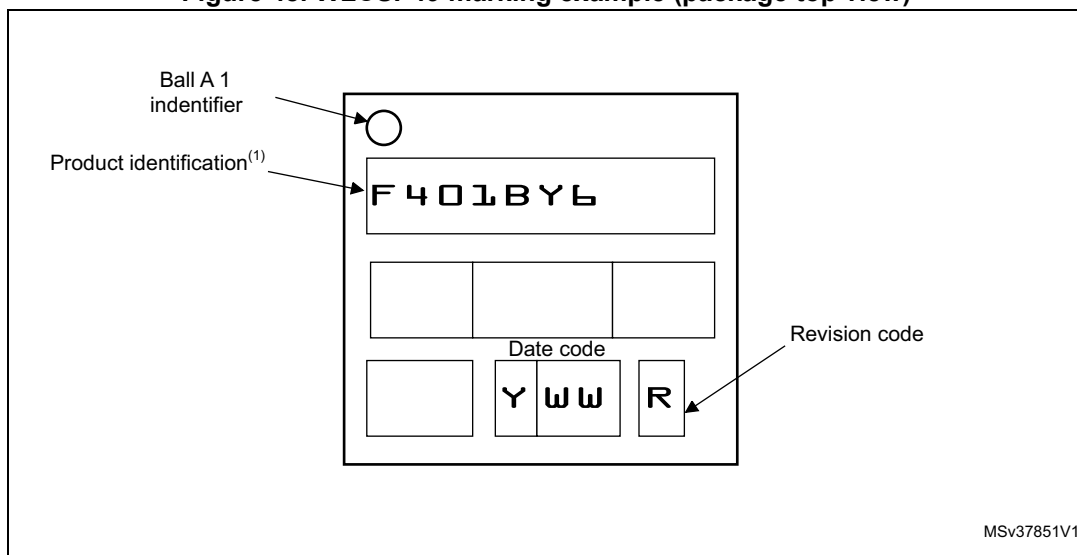 Figure WLCSP49 marking example (package top view)
Ball A 1
indentifier
Product identification(1)
F401BY6
Revision code
Date code
Y WW R
MSv37851V1